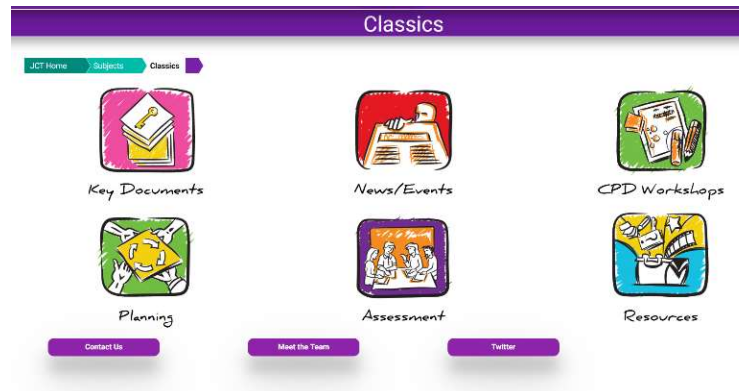 Classics
JCT Home Subjects Classics
Key Documents News/Events CPD Workshops
Planning Assessment Resources
Contact Us Meet the Team Twitter